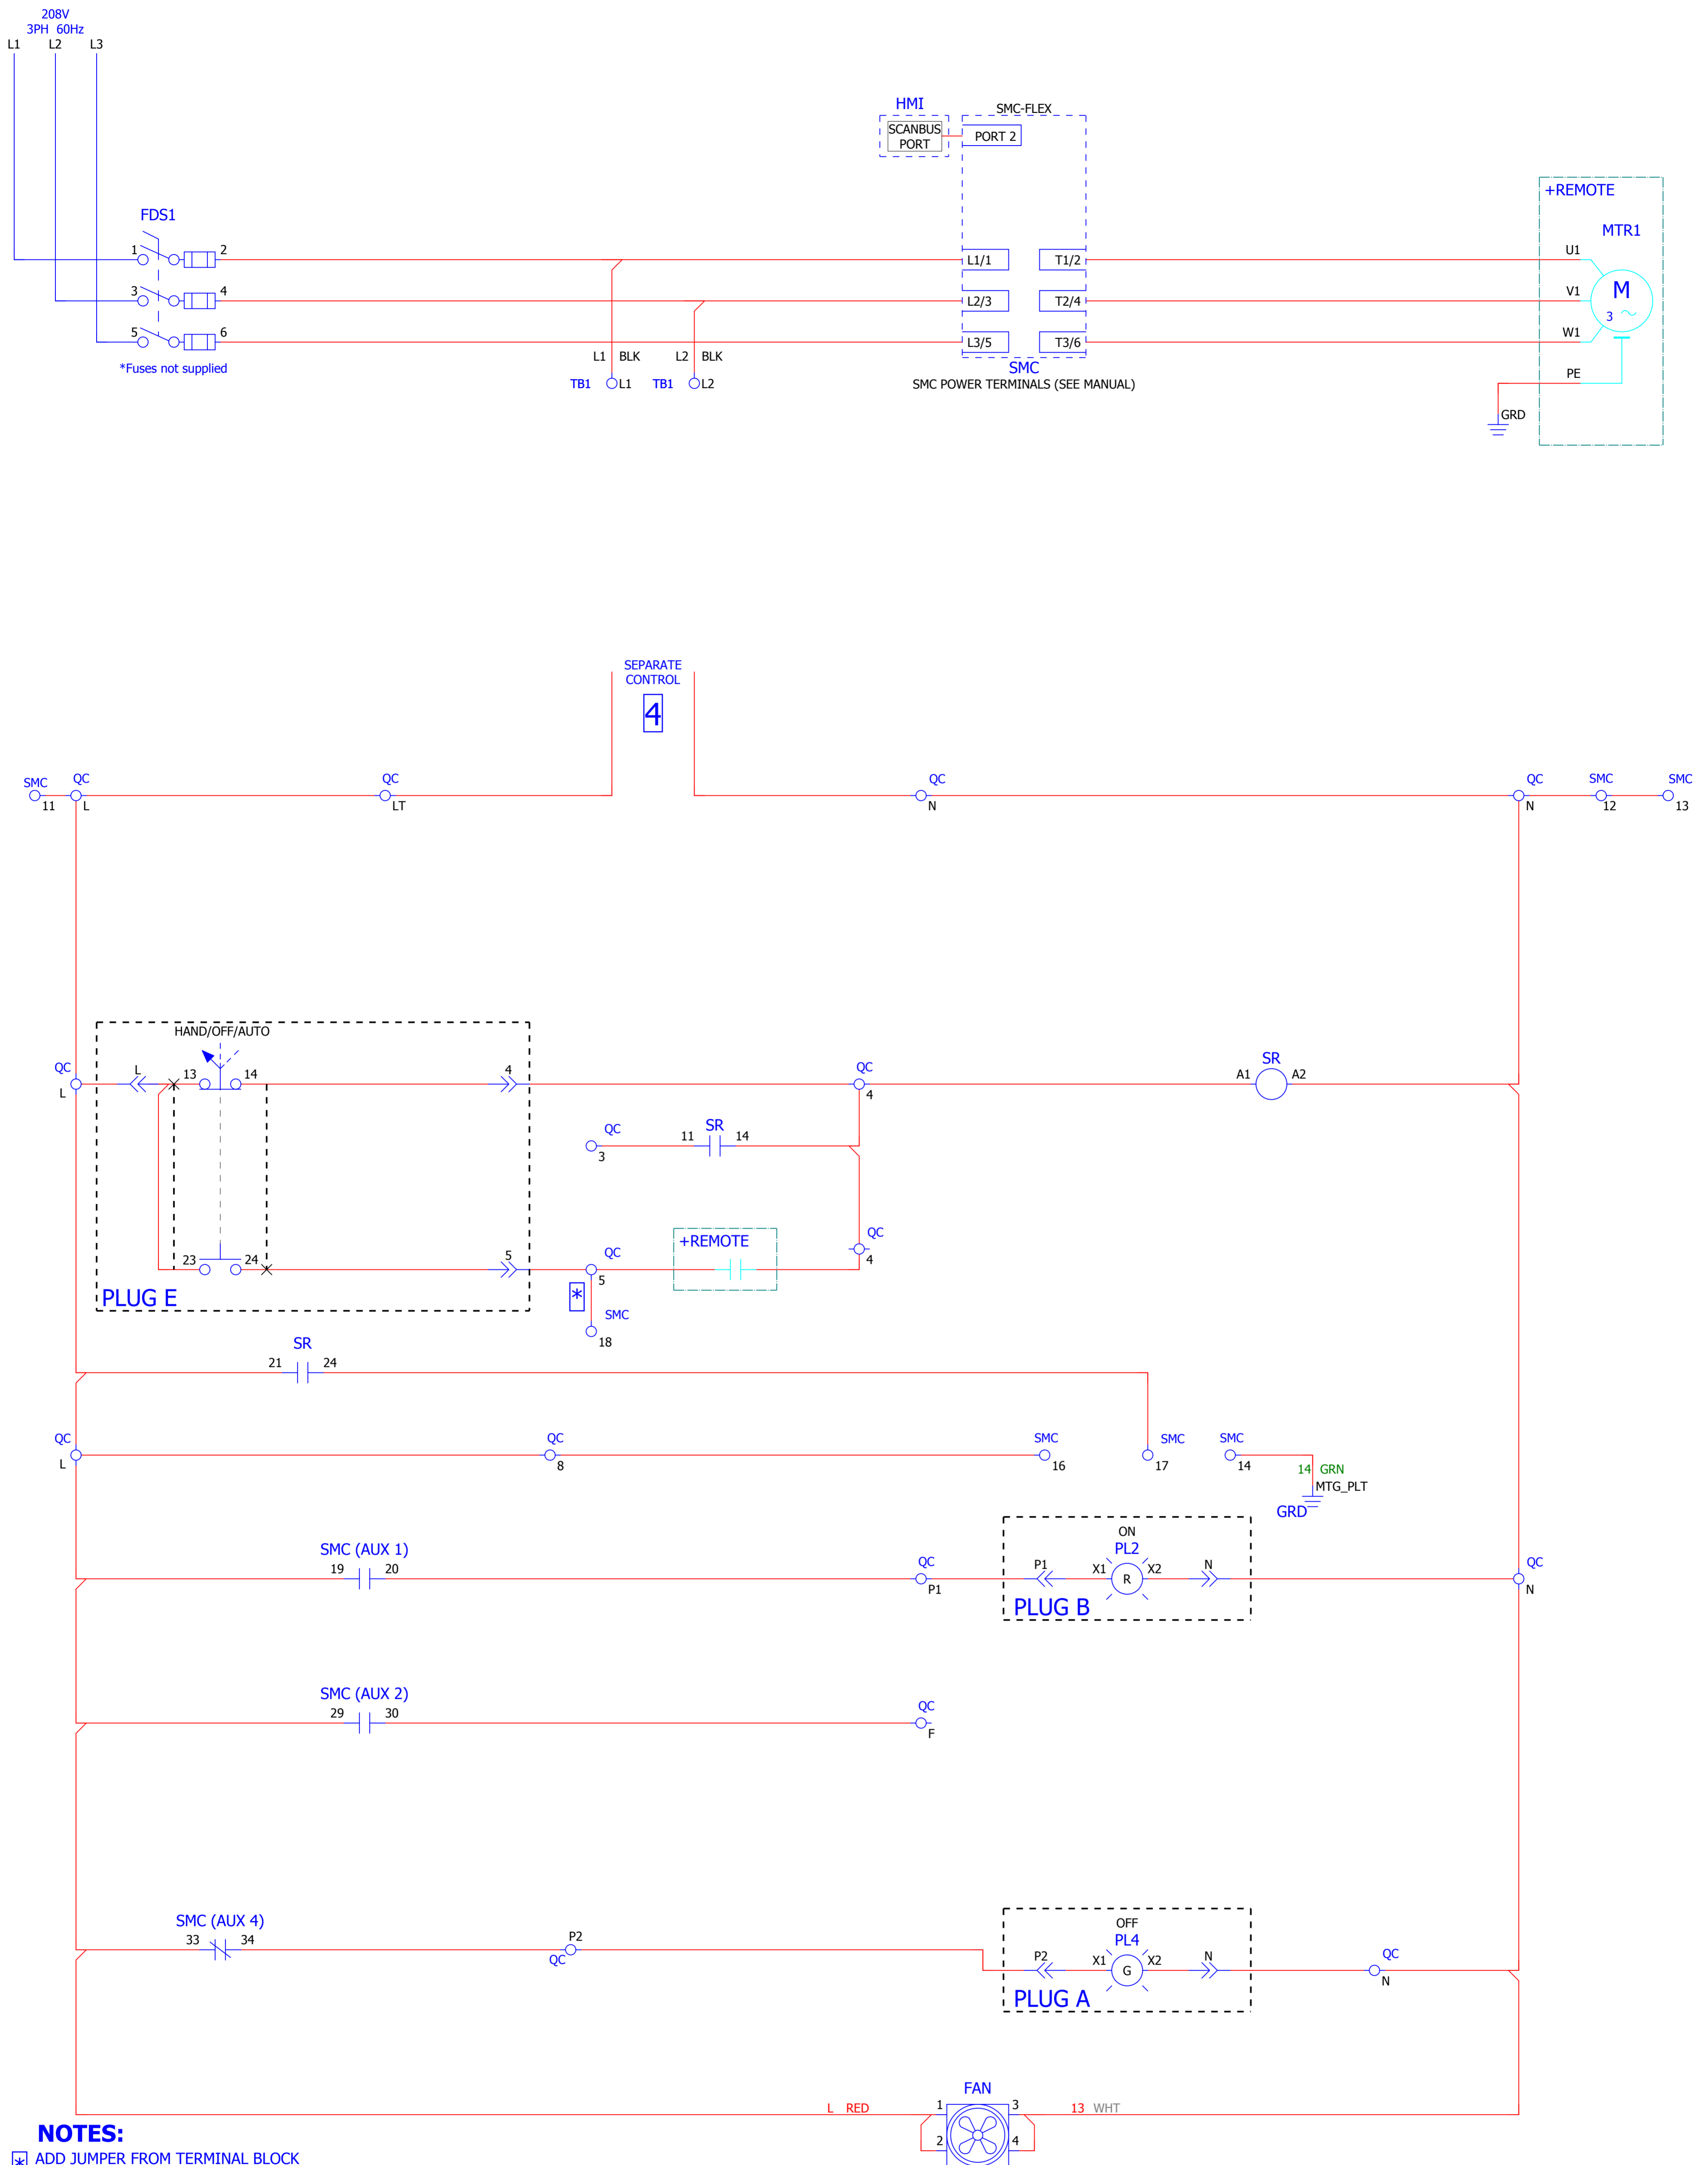 208V
3PH 60Hz
L1 L2 L3
HMI
SCANBUS
PORT
SMC-FLEX
PORT 2
+REMOTE
MTR1
FDS1
1 2
3 4
5 6
*Fuses not supplied
L1/1 T1/2
L2/3 T2/4
L3/5 T3/6
SMC
SMC POWER TERMINALS (SEE MANUAL)
U1
V1
W1
PE
M
3
GRD
L1 BLK L2 BLK
TB1 L1 TB1 L2
SEPARATE
CONTROL
4
SMC QC QC QC QC SMC SMC
11 L LT N N 12 13
HAND/OFF/AUTO
QC L 13 14 4 QC SR
L 4 A1 A2
QC 11 SR 14
3
23 24 5 QC +REMOTE QC
5 4
PLUG E
*
SMC
18
SR
21 24
QC QC SMC SMC SMC
L 8 16 17 14
14 GRN
MTG_PLT
GRD
SMC (AUX 1)
19 20
QC
P1
ON
PL2
P1 X1 R X2 N
PLUG B
QC
N
SMC (AUX 2)
29 30
QC
F
SMC (AUX 4)
33 34
P2
QC
OFF
PL4
P2 X1 G X2 N
PLUG A
QC
N
FAN
L RED 1 3 13 WHT
2 4
NOTES:
* ADD JUMPER FROM TERMINAL BLOCK